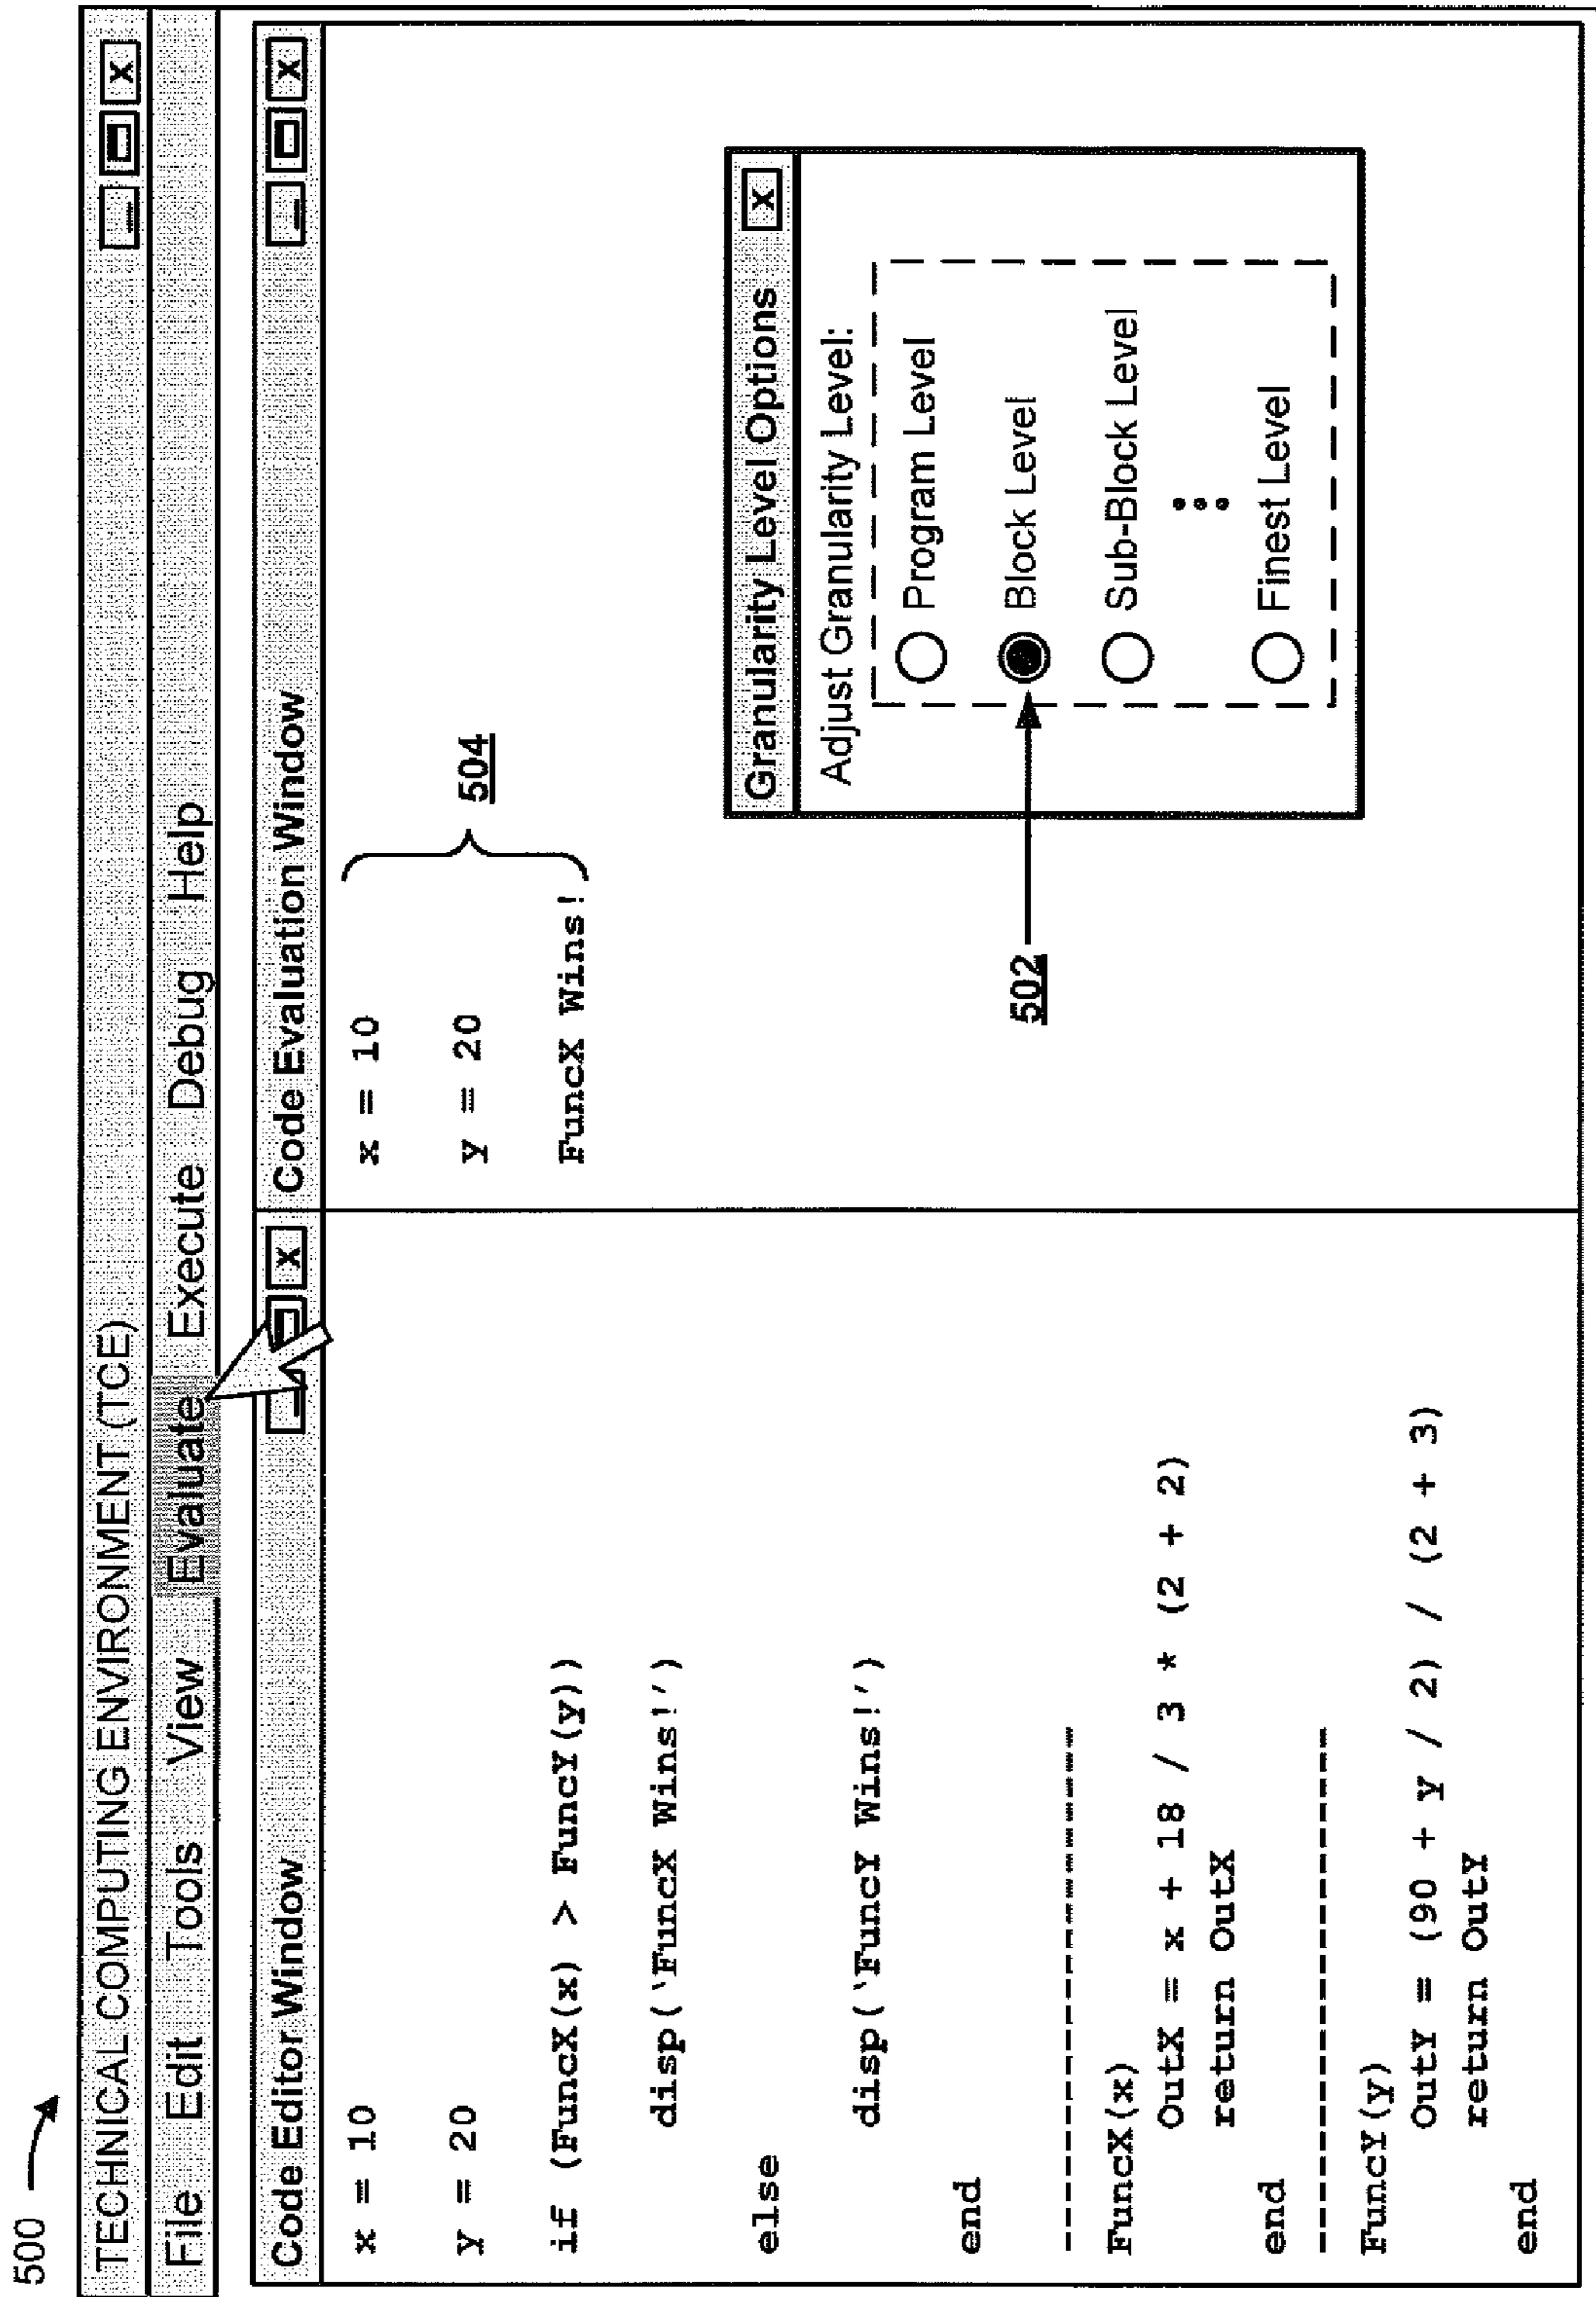 500
TECHNICAL COMPUTING ENVIRONMENT (TCE)
X
File Edit Tools View Evaluate Execute Debug Help
Code Editor Window
X
x = 10
y = 20
if (FuncX(x) > FuncY(y))
disp(‵FuncX Wins!′)
else
disp(‵FuncY Wins!′)
end
--------------------------
FuncX(x)
OutX = x + 18 / 3 * (2 + 2)
return OutX
end
--------------------------
FuncY(y)
OutY = (90 + y / 2) / (2 + 3)
return OutY
end
Code Evaluation Window
X
x = 10
y = 20
FuncX Wins!
504
Granularity Level Options
X
Adjust Granularity Level:
Program Level
Block Level
Sub-Block Level
Finest Level
502